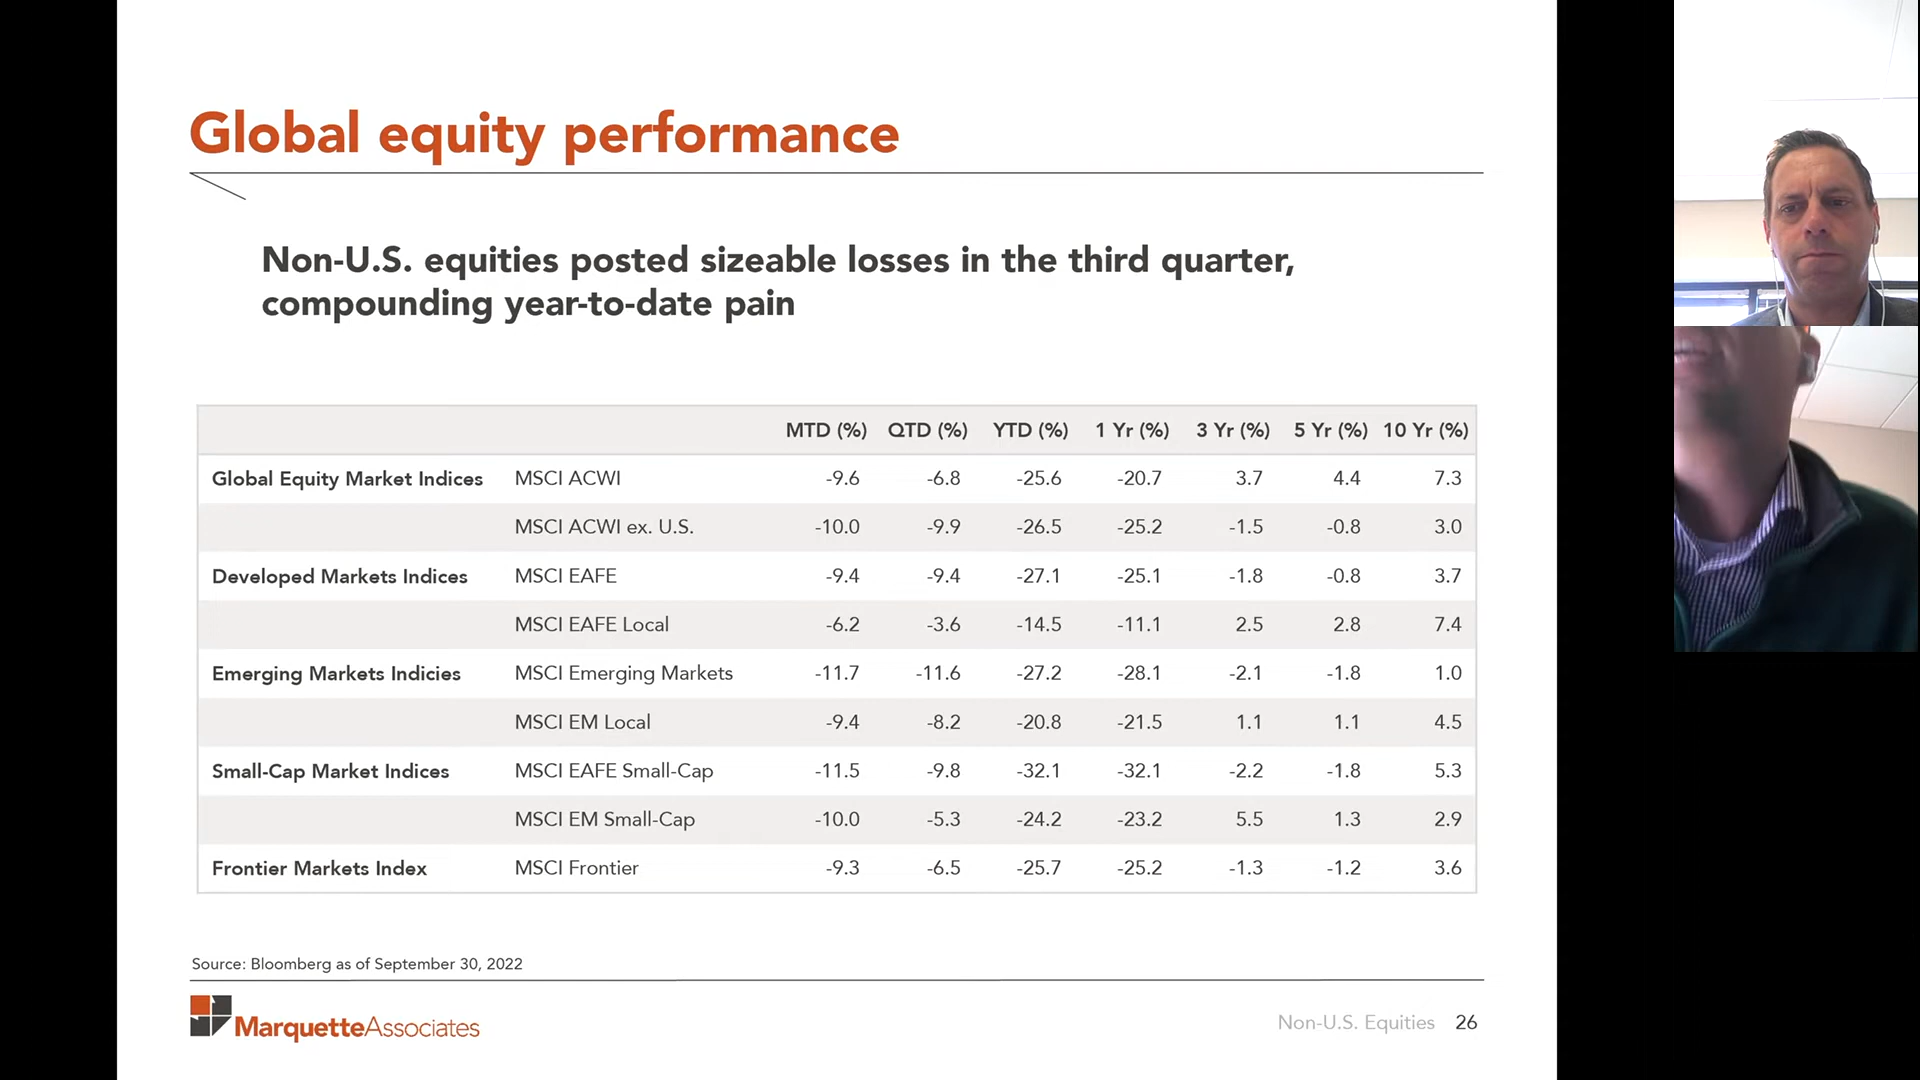 Global equity performance
Non-U.S. equities posted sizeable losses in the third quarter,
compounding year-to-date pain
MTD (%) QTD (%) YTD (%) 1 Yr (%) 3 Yr (%) 5 Yr (%) 10 Yr (%)
Global Equity Market Indices MSCI ACWI -9.6 -6.8 -25.6 -20.7 3.7 4.4 7.3
MSCI ACWI ex. U.S. -10.0 -9.9 -26.5 -25.2 -1.5 -0.8 3.0
Developed Markets Indices MSCI EAFE -9.4 -9.4 -27.1 -25.1 -1.8 -0.8 3.7
MSCI EAFE Local -6.2 -3.6 -14.5 -11.1 2.5 2.8 7.4
Emerging Markets Indicies MSCI Emerging Markets -11.7 -11.6 -27.2 -28.1 -2.1 -1.8 1.0
MSCI EM Local -9.4 -8.2 -20.8 -21.5 1.1 1.1 4.5
Small-Cap Market Indices MSCI EAFE Small-Cap -11.5 -9.8 -32.1 -32.1 -2.2 -1.8 5.3
MSCI EM Small-Cap -10.0 -5.3 -24.2 -23.2 5.5 1.3 2.9
Frontier Markets Index MSCI Frontier -9.3 -6.5 -25.7 -25.2 -1.3 -1.2 3.6
Source: Bloomberg as of September 30, 2022
MarquetteAssociates
Non-U.S. Equities 26